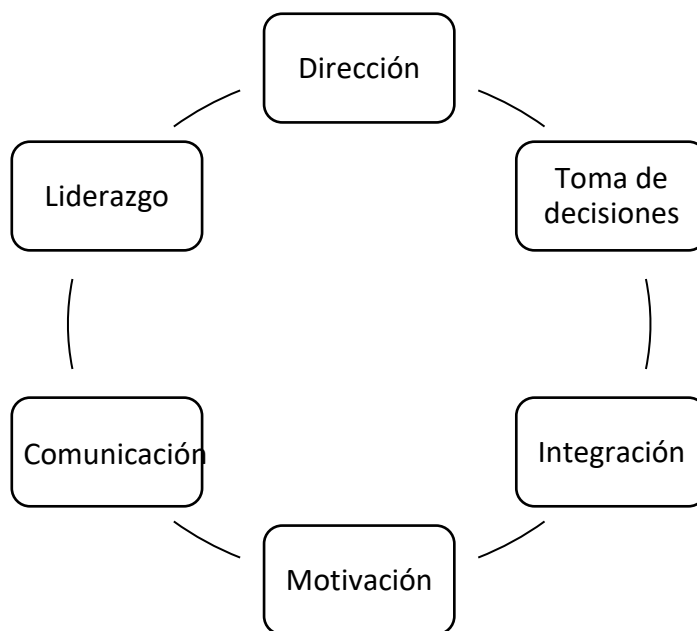 Dirección
Toma de
decisiones
Integración
Motivación
Comunicación
Liderazgo